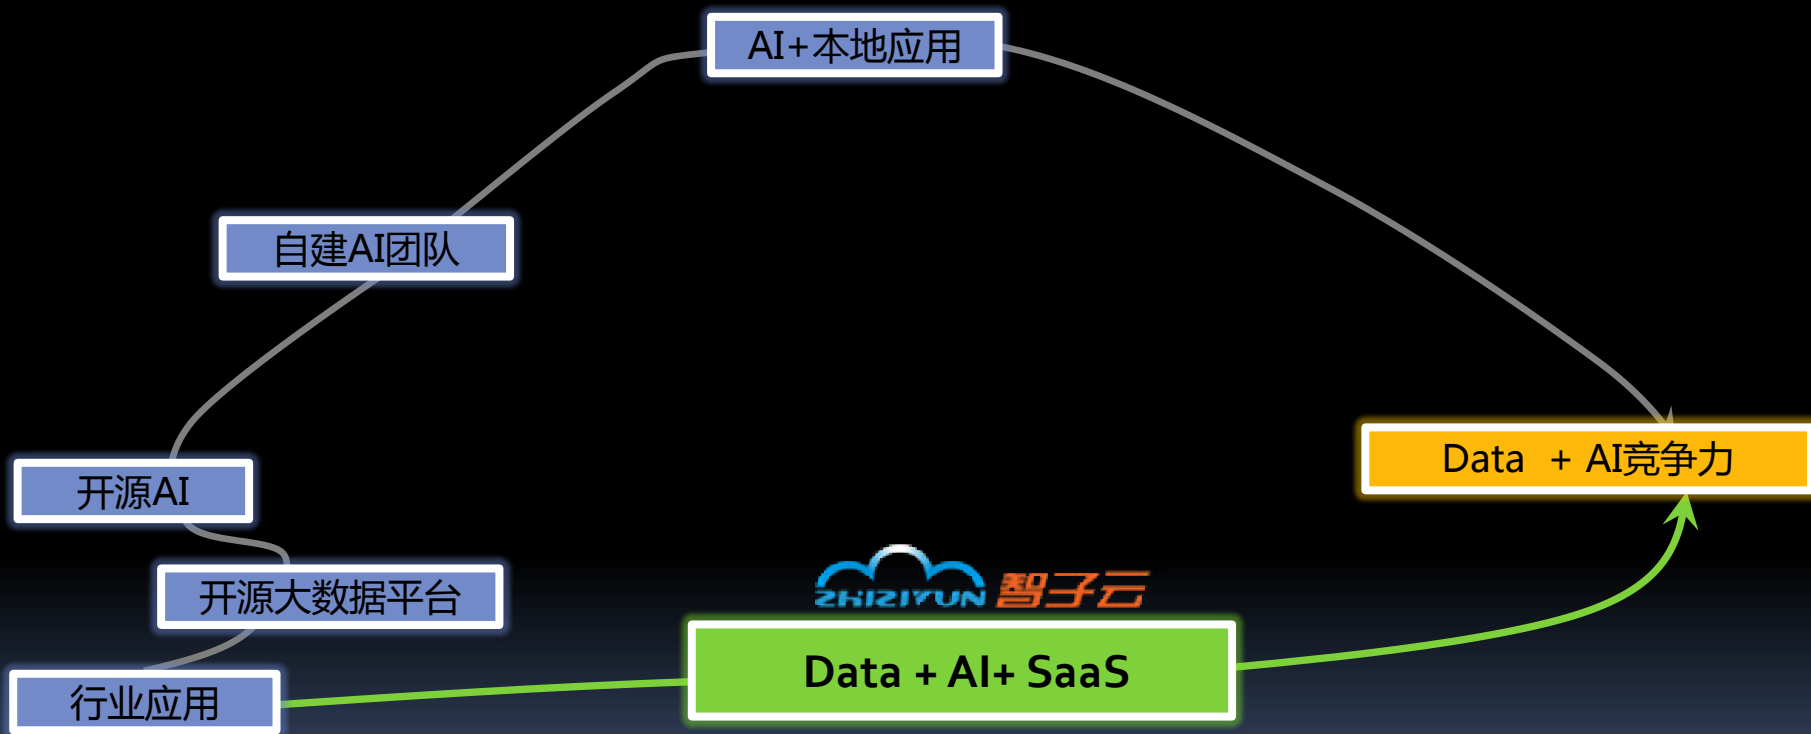 AI+本地应用
自建AI团队
Data + AI竞争力
开源AI
开源大数据平台
ZHIZIYUN 智子云
Data + AI+ SaaS
行业应用